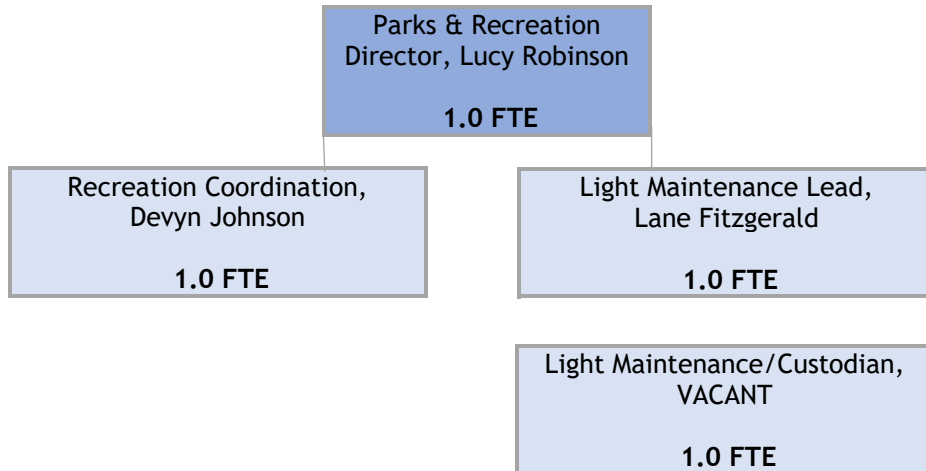 Parks & Recreation
Director, Lucy Robinson
1.0 FTE
Recreation Coordination,
Devyn Johnson
1.0 FTE
Light Maintenance Lead,
Lane Fitzgerald
1.0 FTE
Light Maintenance/Custodian,
VACANT
1.0 FTE